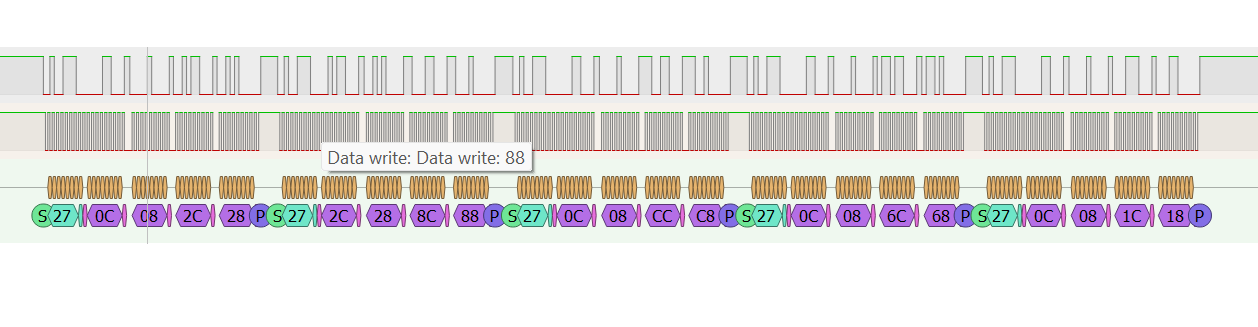 Data write: Data write: 88
S 27 0C 08 2C 28 P S 27 2C 28 8C 88 P S 27 0C 08 CC C8 P S 27 0C 08 6C 68 P S 27 0C 08 1C 18 P